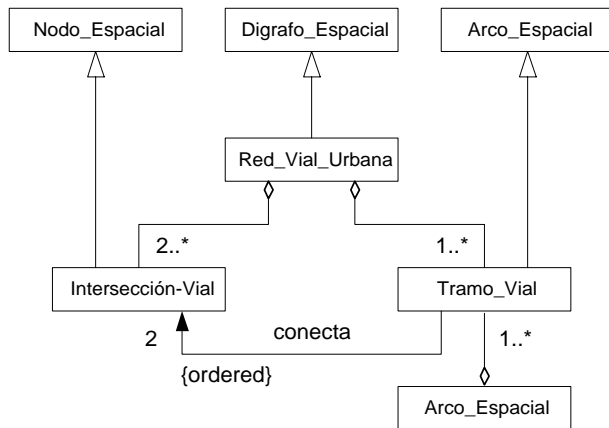 Nodo_Espacial
Digrafo_Espacial
Arco_Espacial
Red_Vial_Urbana
2..*
1..*
Intersección-Vial
Tramo_Vial
2
conecta
1..*
{ordered}
Arco_Espacial